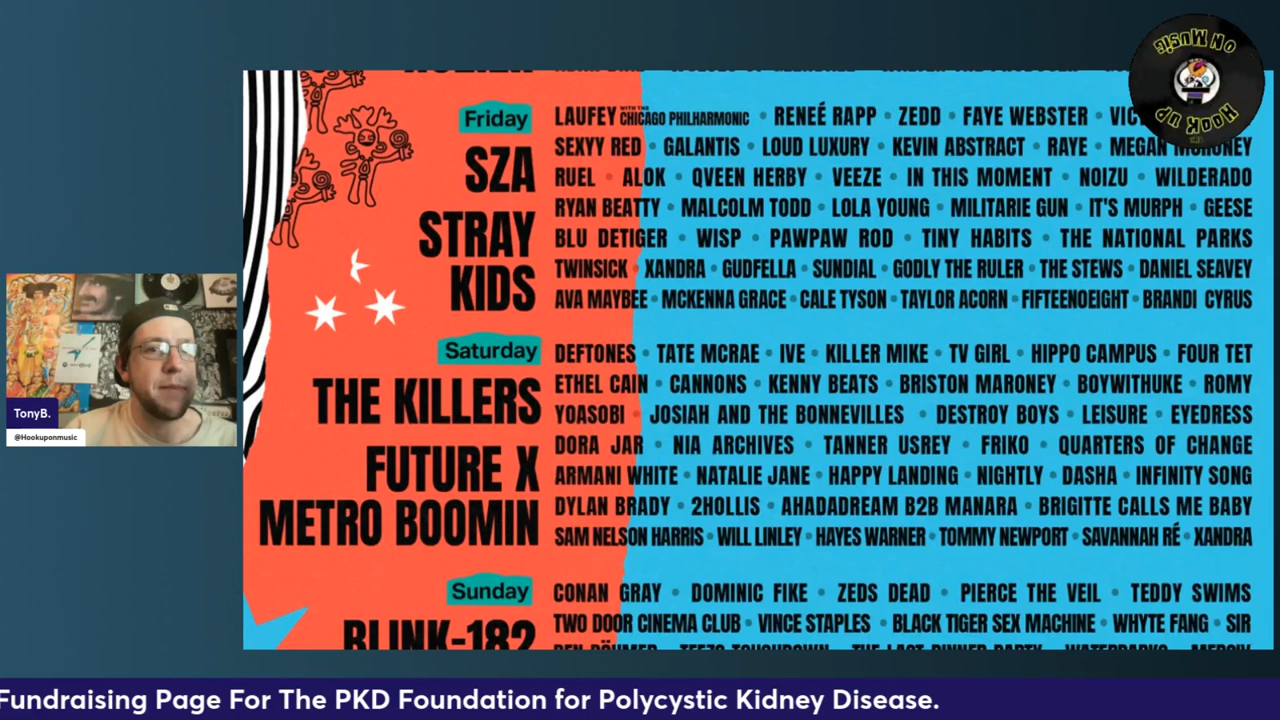 ON MUSIC
HOOK UP
Friday
LAUFEY WITH THE CHICAGO PHILHARMONIC • RENEÉ RAPP • ZEDD • FAYE WEBSTER •
SEXYY RED • GALANTIS • LOUD LUXURY • KEVIN ABSTRACT • RAYE • MEGAN MORONEY
SZA
RUEL • ALOK • QVEEN HERBY • VEEZE • IN THIS MOMENT • NOIZU • WILDERADO
RYAN BEATTY • MALCOLM TODD • LOLA YOUNG • MILITARIE GUN • IT'S MURPH • GEESE
STRAY
KIDS
BLU DETIGER • WISP • PAWPAW ROD • TINY HABITS • THE NATIONAL PARKS
TWINSICK • XANDRA • GUDFELLA • SUNDIAL • GODLY THE RULER • THE STEWS • DANIEL SEAVEY
AVA MAYBEE • MCKENNA GRACE • CALE TYSON • TAYLOR ACORN • FIFTEENOEIGHT • BRANDI CYRUS
Saturday
DEFTONES • TATE MCRAE • IVE • KILLER MIKE • TV GIRL • HIPPO CAMPUS • FOUR TET
ETHEL CAIN • CANNONS • KENNY BEATS • BRISTON MARONEY • BOYWITHUKE • ROMY
THE KILLERS
YOASOBI • JOSIAH AND THE BONNEVILLES • DESTROY BOYS • LEISURE • EYEDRESS
DORA JAR • NIA ARCHIVES • TANNER USREY • FRIKO • QUARTERS OF CHANGE
FUTURE X
METRO BOOMIN
ARMANI WHITE • NATALIE JANE • HAPPY LANDING • NIGHTLY • DASHA • INFINITY SONG
DYLAN BRADY • 2HOLLIS • AHADADREAM B2B MANARA • BRIGITTE CALLS ME BABY
SAM NELSON HARRIS • WILL LINLEY • HAYES WARNER • TOMMY NEWPORT • SAVANNAH RÉ • XANDRA
Sunday
CONAN GRAY • DOMINIC FIKE • ZEDS DEAD • PIERCE THE VEIL • TEDDY SWIMS
BLINK-182
TWO DOOR CINEMA CLUB • VINCE STAPLES • BLACK TIGER SEX MACHINE • WHYTE FANG • SIR
TonyB.
@Hookuponmusic
Fundraising Page For The PKD Foundation for Polycystic Kidney Disease.